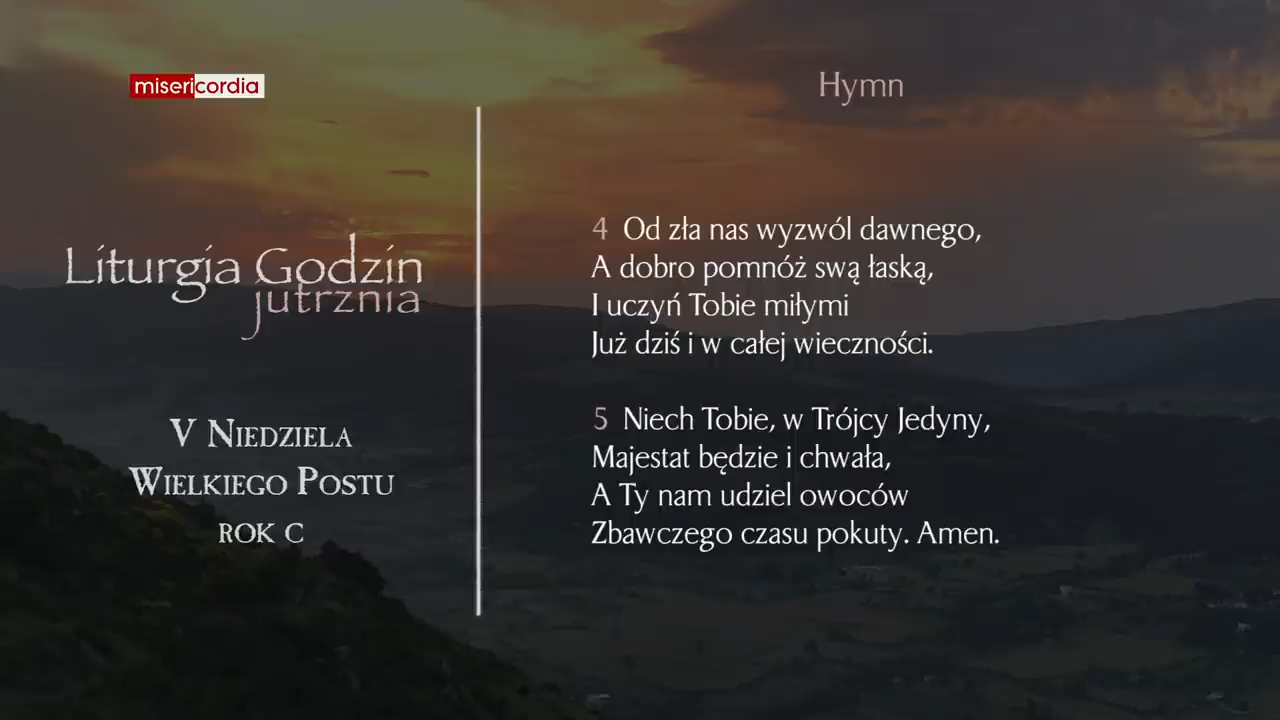 misericordia
Liturgia Godzin
jutrznia
V Niedziela
Wielkiego Postu
rok C
Hymn
4 Od zła nas wyzwól dawnego,
A dobro pomnóż swą łaską,
I uczyń Tobie miłymi
Już dziś i w całej wieczności.
5 Niech Tobie, w Trójcy Jedyny,
Majestat będzie i chwała,
A Ty nam udziel owoców
Zbawczego czasu pokuty. Amen.